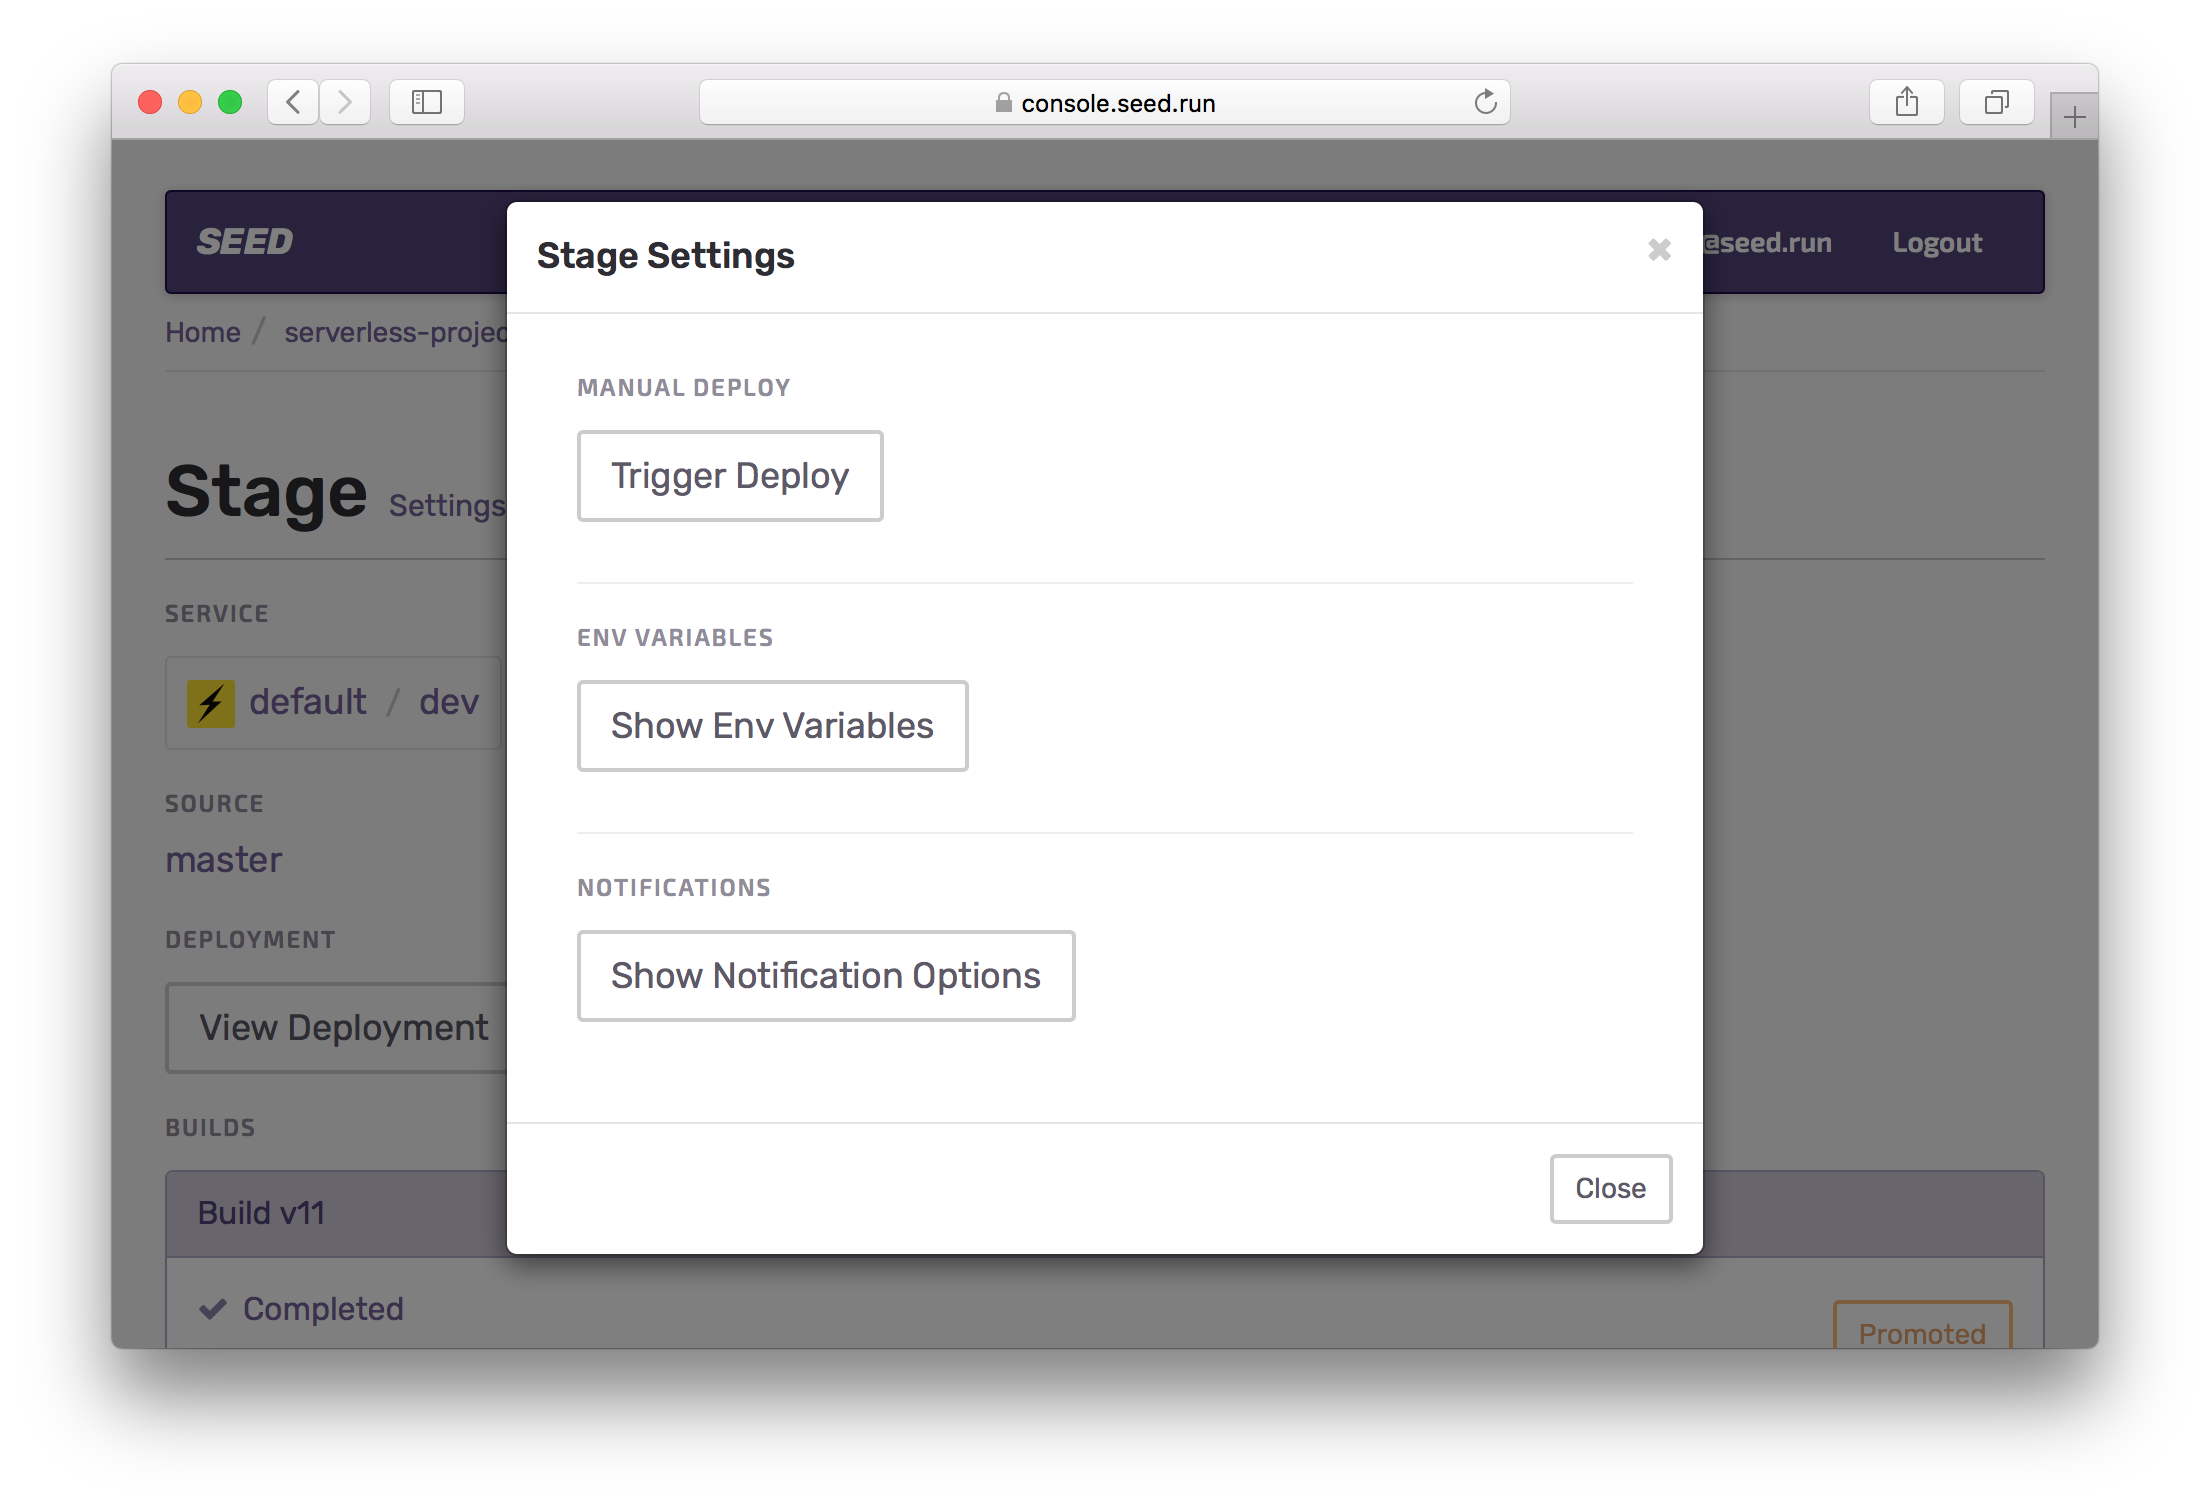 console.seed.run
SEED
@seed.run
Logout
Home / serverless-projec
Stage Settings
SERVICE
default / dev
SOURCE
master
DEPLOYMENT
View Deployment
BUILDS
Build v11
Completed
Promoted
Stage Settings
MANUAL DEPLOY
Trigger Deploy
ENV VARIABLES
Show Env Variables
NOTIFICATIONS
Show Notification Options
Close